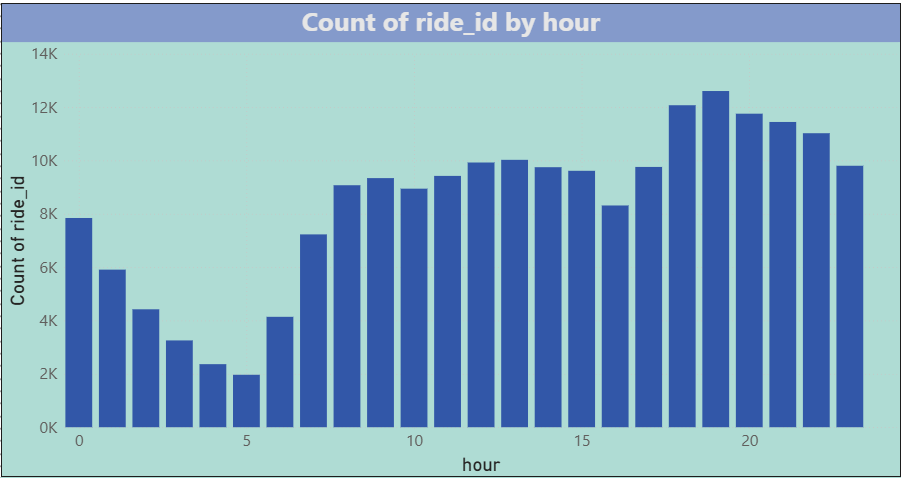 Count of ride_id by hour
Count of ride_id
14K
12K
10K
8K
6K
4K
2K
0K
0 5 10 15 20
hour